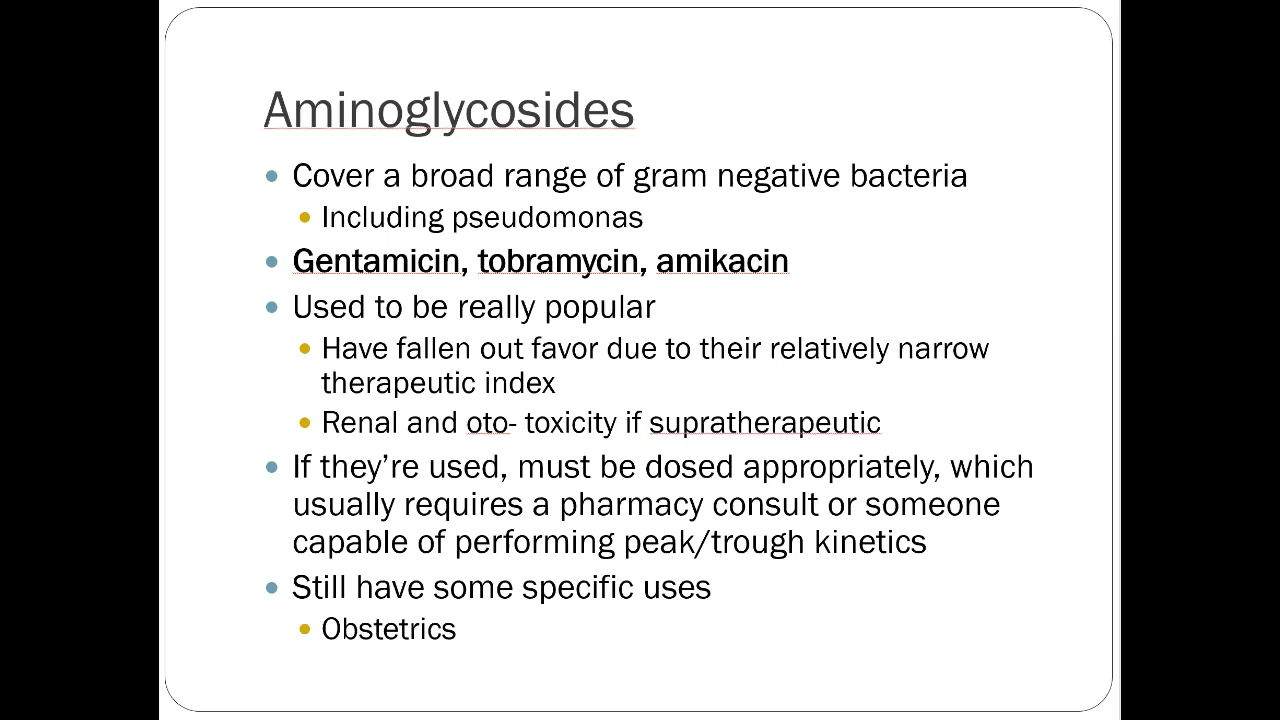 Aminoglycosides
Cover a broad range of gram negative bacteria
Including pseudomonas
Gentamicin, tobramycin, amikacin
Used to be really popular
Have fallen out favor due to their relatively narrow
therapeutic index
Renal and oto- toxicity if supratherapeutic
If they're used, must be dosed appropriately, which
usually requires a pharmacy consult or someone
capable of performing peak/trough kinetics
Still have some specific uses
Obstetrics